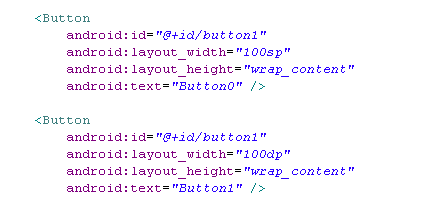 <Button
android:id="@+id/button1"
android:layout_width="100sp"
android:layout_height="wrap_content"
android:text="Button0" />
<Button
android:id="@+id/button1"
android:layout_width="100dp"
android:layout_height="wrap_content"
android:text="Button1" />